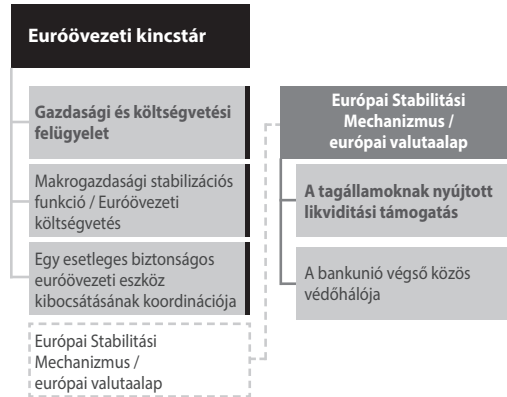 Euróövezeti kincstár
Gazdasági és költségvetési
felügyelet
Makrogazdasági stabilizációs
funkció / Euróövezeti
költségvetés
Egy esetleges biztonságos
euróövezeti eszköz
kibocsátásának koordinációja
Európai Stabilitási
Mechanizmus /
európai valutaalap
Európai Stabilitási
Mechanizmus /
európai valutaalap
A tagállamoknak nyújtott
likviditási támogatás
A bankunió végső közös
védőhálója